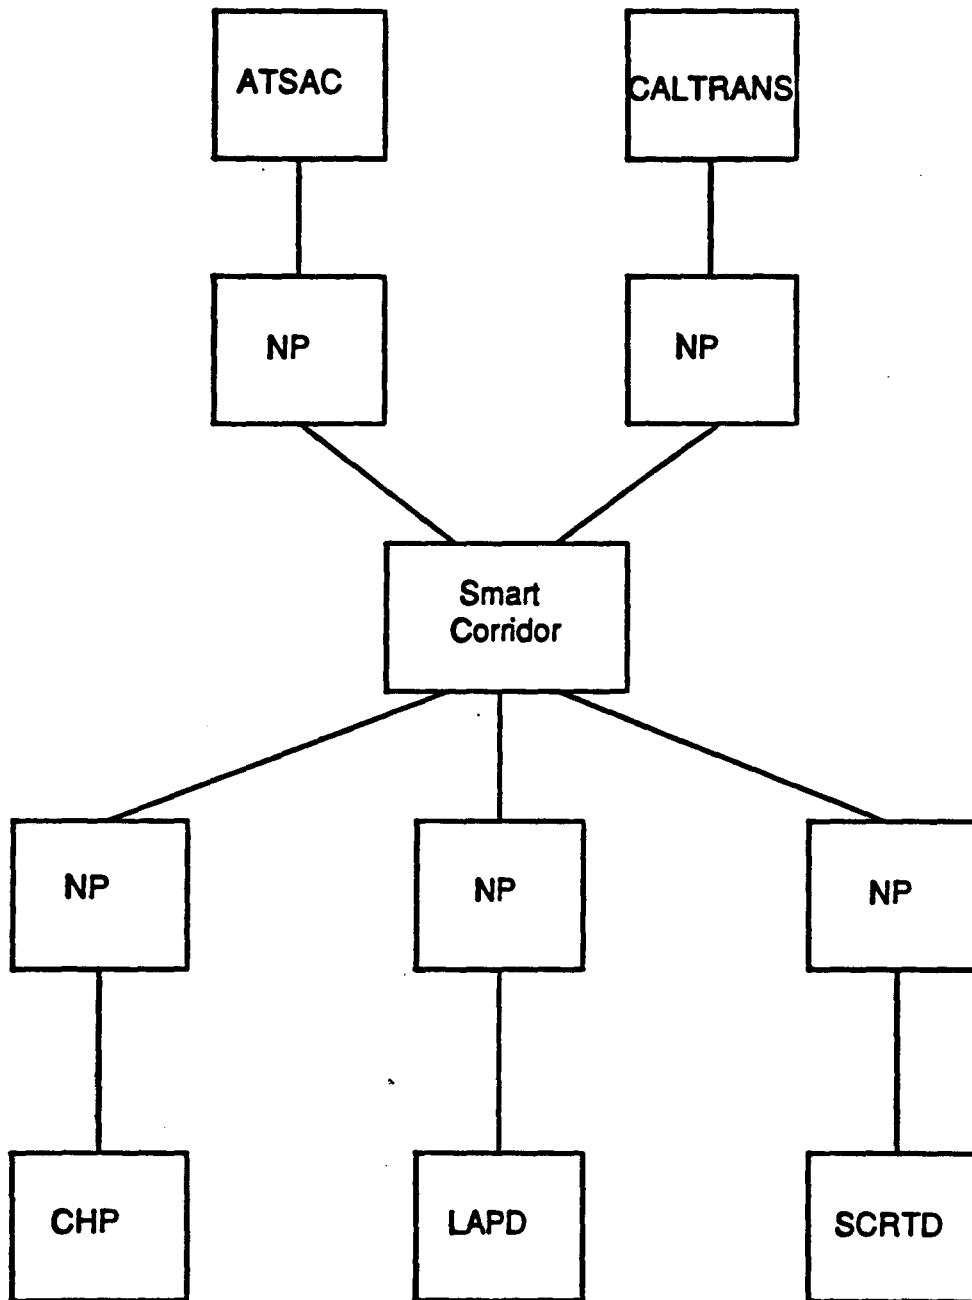 ATSAC
CALTRANS
NP
NP
Smart
Corridor
NP
NP
NP
CHP
LAPD
SCRTD